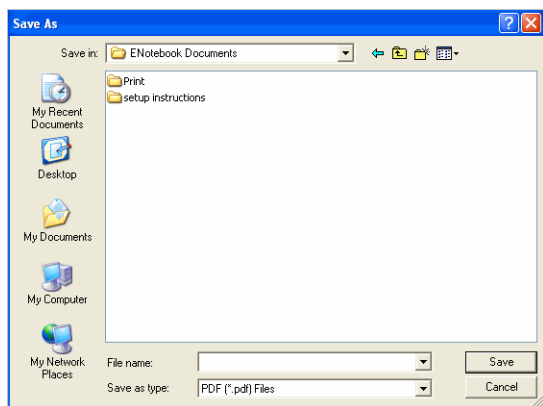 Save As
Save in: ENotebook Documents
Print
setup instructions
My Recent
Documents
Desktop
My Documents
My Computer
My Network
Places
File name:
Save
Save as type: PDF (*.pdf) Files
Cancel